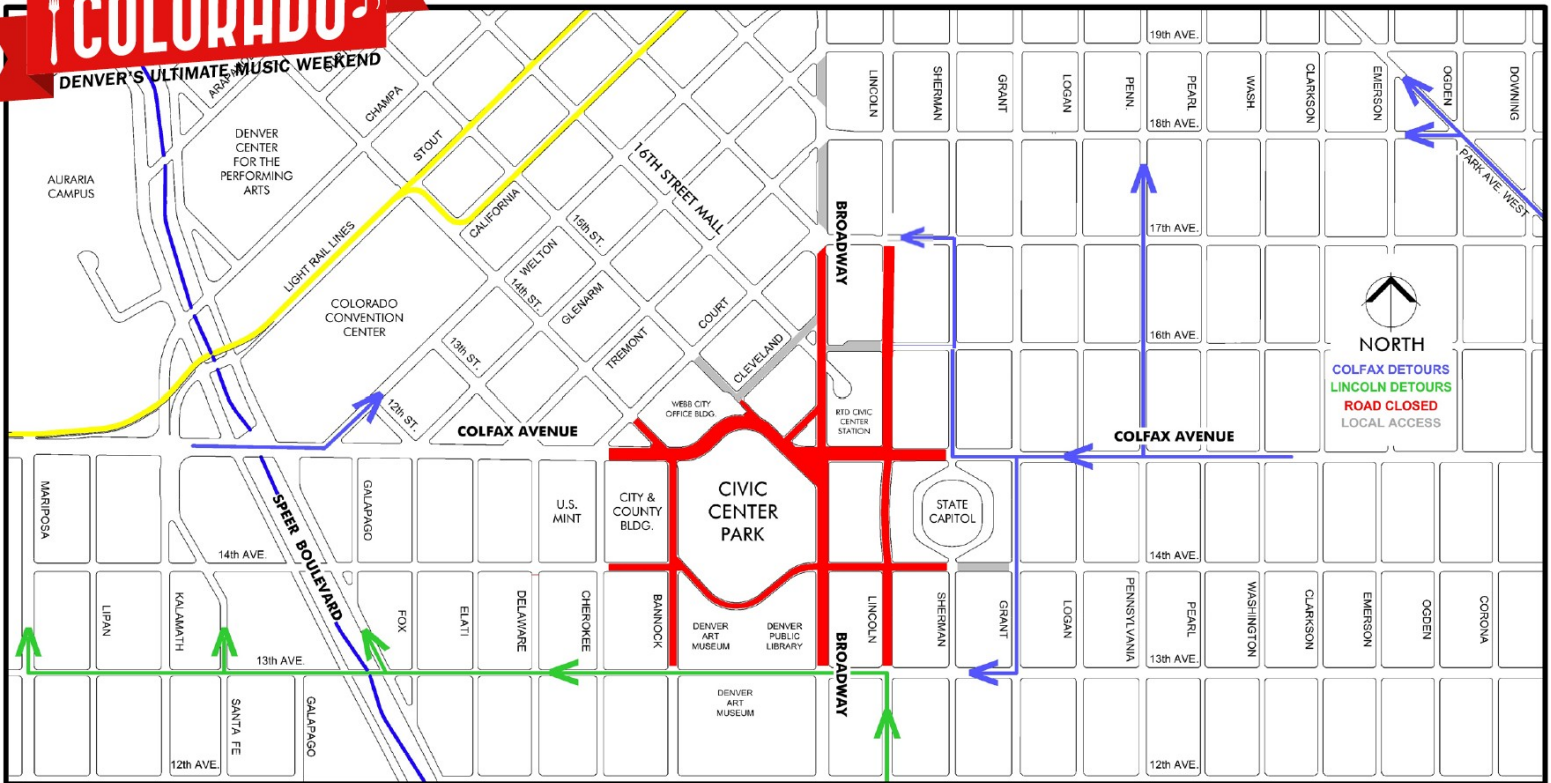 COLORADO
DENVER'S ULTIMATE MUSIC WEEKEND
CHAMPA
STOUT
DENVER
CENTER
FOR THE
PERFORMING
ARTS
AURARIA
CAMPUS
16TH STREET MALL
CALIFORNIA
15th ST.
WELTON
14th ST.
GLENARM
LIGHT RAIL LINES
COLORADO
CONVENTION
CENTER
13th ST.
TREMONT
COURT
CLEVELAND
12th ST.
WEBB CITY
OFFICE BLDG.
RTD CIVIC
CENTER
STATION
BROADWAY
19th AVE.
LINCOLN
SHERMAN
GRANT
LOGAN
PENN.
PEARL
WASH.
CLARKSON
EMERSON
OGDEN
DOWNING
18th AVE.
PARK AVE. WEST
17th AVE.
16th AVE.
NORTH
COLFAX DETOURS
LINCOLN DETOURS
ROAD CLOSED
LOCAL ACCESS
COLFAX AVENUE
COLFAX AVENUE
MARIPOSA
GALAPAGO
SPEER BOULEVARD
U.S.
MINT
CITY &
COUNTY
BLDG.
CIVIC
CENTER
PARK
STATE
CAPITOL
14th AVE.
14th AVE.
LIPAN
KALAMATH
FOX
ELATI
DELAWARE
CHEROKEE
BANNOCK
DENVER
ART
MUSEUM
DENVER
PUBLIC
LIBRARY
BROADWAY
LINCOLN
SHERMAN
GRANT
LOGAN
PENNSYLVANIA
PEARL
WASHINGTON
CLARKSON
EMERSON
OGDEN
CORONA
13th AVE.
13th AVE.
SANTA FE
GALAPAGO
DENVER
ART
MUSEUM
12th AVE.
12th AVE.